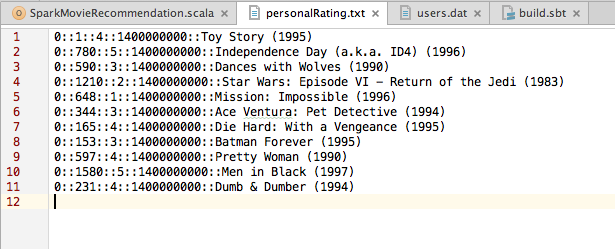 SparkMovieRecommendation.scala × personalRating.txt × users.dat × build.sbt ×
1 0::1::4::1400000000::Toy Story (1995)
2 0::780::5::1400000000::Independence Day (a.k.a. ID4) (1996)
3 0::590::3::1400000000::Dances with Wolves (1990)
4 0::1210::2::1400000000::Star Wars: Episode VI - Return of the Jedi (1983)
5 0::648::1::1400000000::Mission: Impossible (1996)
6 0::344::3::1400000000::Ace Ventura: Pet Detective (1994)
7 0::165::4::1400000000::Die Hard: With a Vengeance (1995)
8 0::153::3::1400000000::Batman Forever (1995)
9 0::597::4::1400000000::Pretty Woman (1990)
10 0::1580::5::1400000000::Men in Black (1997)
11 0::231::4::1400000000::Dumb & Dumber (1994)
12